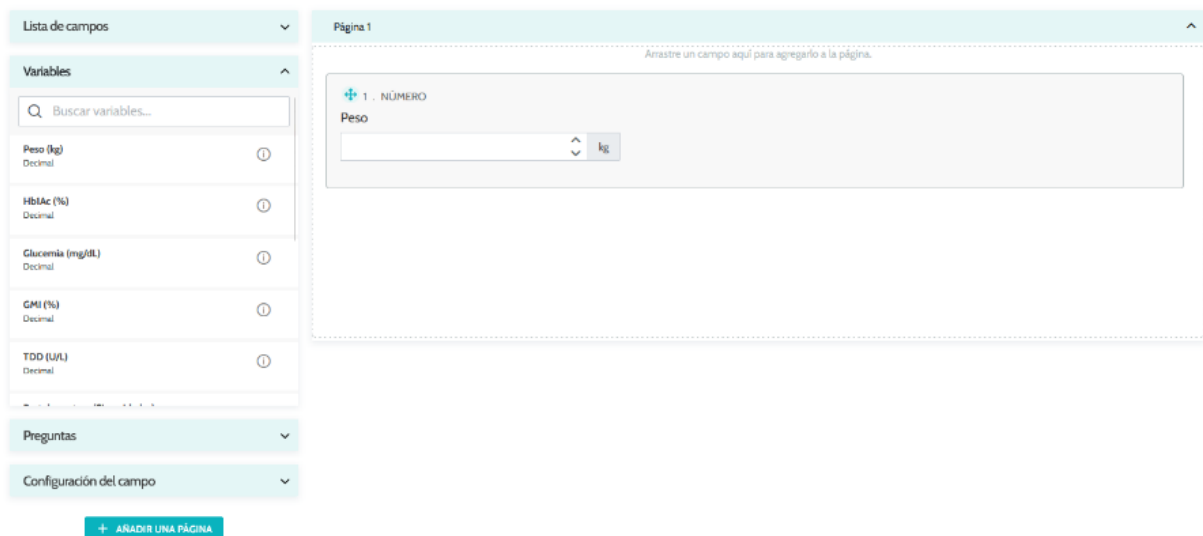 Lista de campos
Variables
Buscar variables...
Peso (kg)
Decimal
HbIAc (%)
Decimal
Glucemia (mg/dL)
Decimal
GMI (%)
Decimal
TDD (U/L)
Decimal
Preguntas
Configuración del campo
+ AÑADIR UNA PÁGINA
Página 1
Arrastre un campo aquí para agregarlo a la página.
1 . NÚMERO
Peso
kg